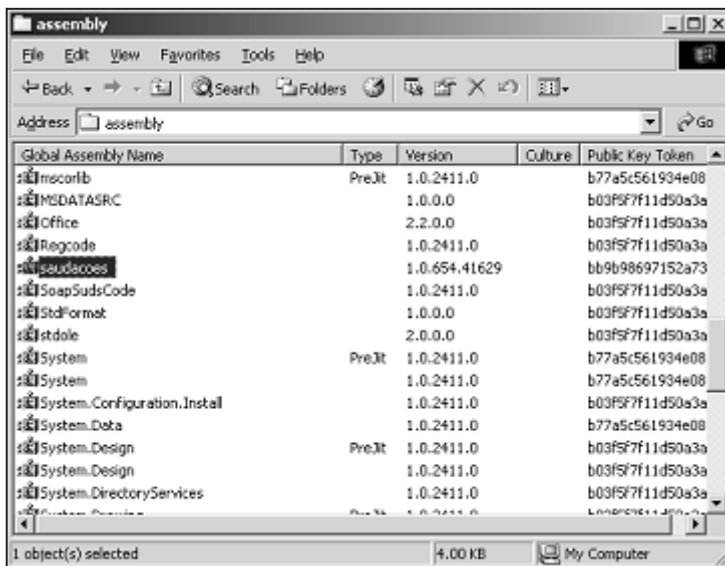 assembly
File Edit View Favorites Tools Help
Back Search Folders
Address assembly Go
Global Assembly Name Type Version Culture Public Key Token
mscorlib PreJit 1.0.2411.0 b77a5c561934e08
MSDATASRC 1.0.0.0 b03f5f7f11d50a3a
Office 2.2.0.0 b03f5f7f11d50a3a
Regcode 1.0.2411.0 b03f5f7f11d50a3a
saudacoes 1.0.654.41629 bb9b98697152a73
SoapSudsCode 1.0.2411.0 b03f5f7f11d50a3a
StdFormat 1.0.0.0 b03f5f7f11d50a3a
stdole 2.0.0.0 b03f5f7f11d50a3a
System PreJit 1.0.2411.0 b77a5c561934e08
System 1.0.2411.0 b77a5c561934e08
System.Configuration.Install 1.0.2411.0 b03f5f7f11d50a3a
System.Data 1.0.2411.0 b77a5c561934e08
System.Design PreJit 1.0.2411.0 b03f5f7f11d50a3a
System.Design 1.0.2411.0 b03f5f7f11d50a3a
System.DirectoryServices 1.0.2411.0 b03f5f7f11d50a3a
1 object(s) selected 4.00 KB My Computer